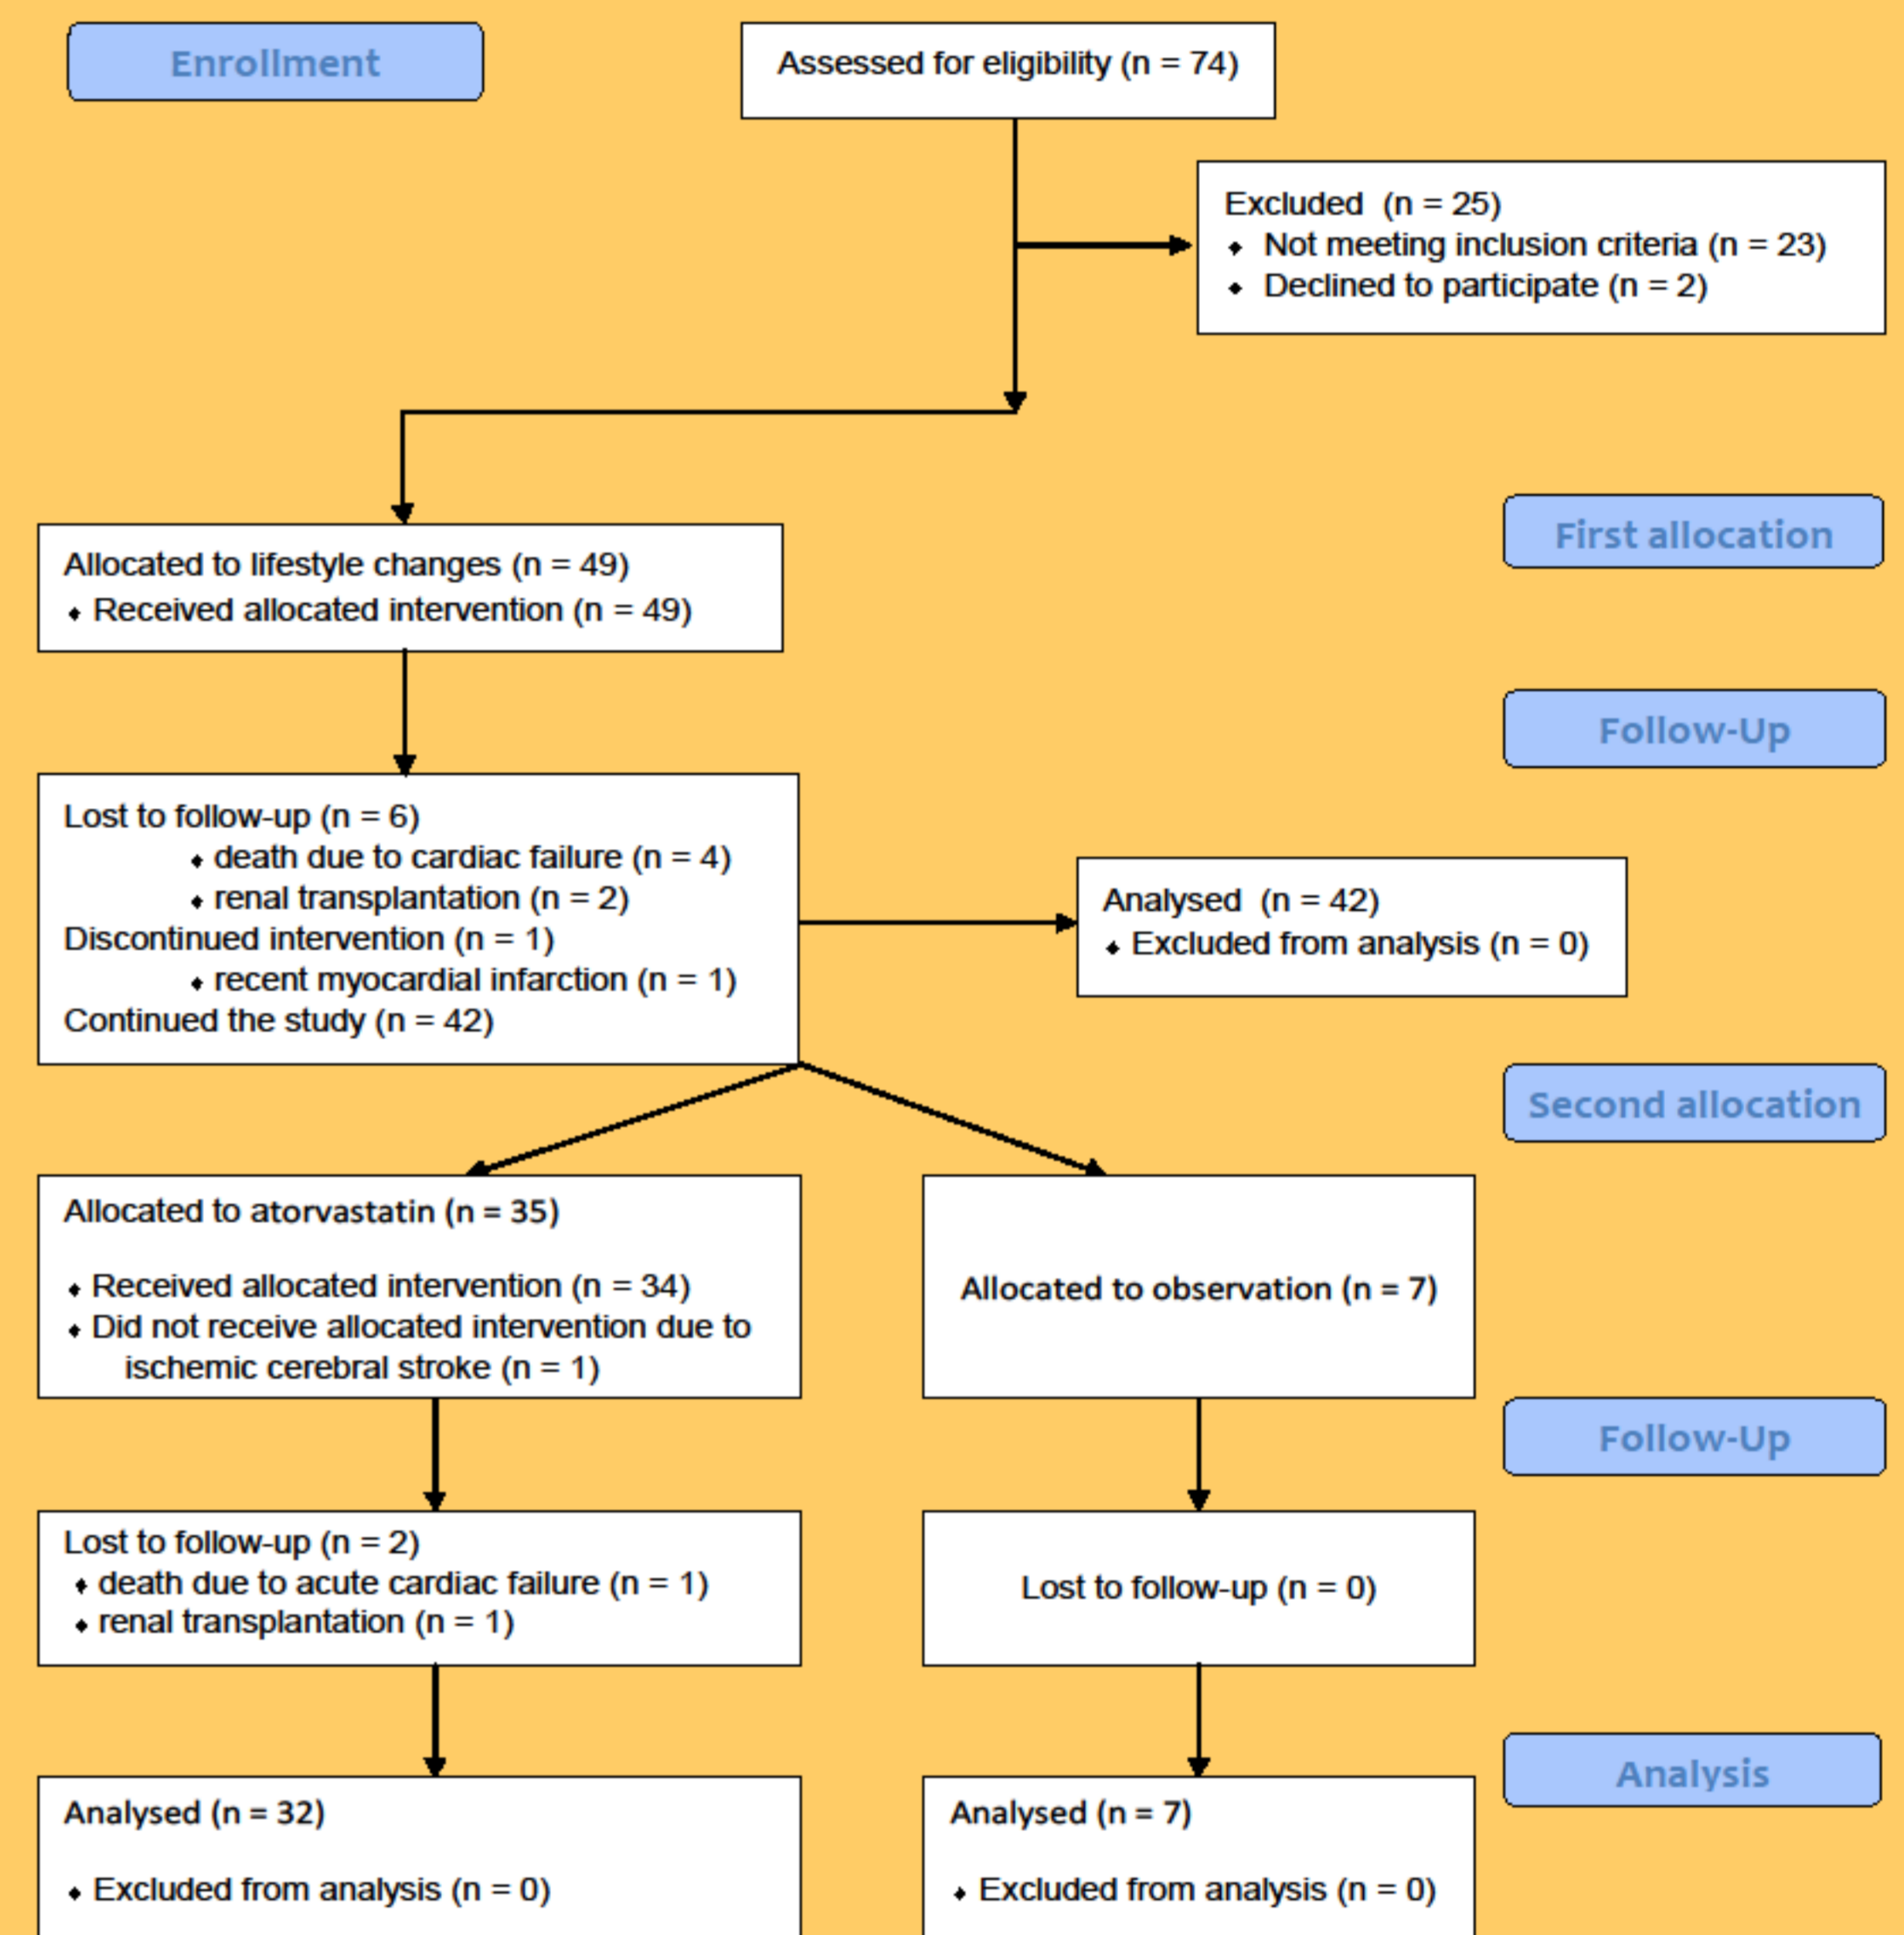 Enrollment
Assessed for eligibility (n = 74)
Excluded (n = 25)
⬥ Not meeting inclusion criteria (n = 23)
⬥ Declined to participate (n = 2)
First allocation
Allocated to lifestyle changes (n = 49)
⬥ Received allocated intervention (n = 49)
Follow-Up
Lost to follow-up (n = 6)
⬥ death due to cardiac failure (n = 4)
⬥ renal transplantation (n = 2)
Discontinued intervention (n = 1)
⬥ recent myocardial infarction (n = 1)
Continued the study (n = 42)
Analysed (n = 42)
⬥ Excluded from analysis (n = 0)
Second allocation
Allocated to atorvastatin (n = 35)
⬥ Received allocated intervention (n = 34)
⬥ Did not receive allocated intervention due to
ischemic cerebral stroke (n = 1)
Allocated to observation (n = 7)
Follow-Up
Lost to follow-up (n = 2)
⬥ death due to acute cardiac failure (n = 1)
⬥ renal transplantation (n = 1)
Lost to follow-up (n = 0)
Analysis
Analysed (n = 32)
⬥ Excluded from analysis (n = 0)
Analysed (n = 7)
⬥ Excluded from analysis (n = 0)